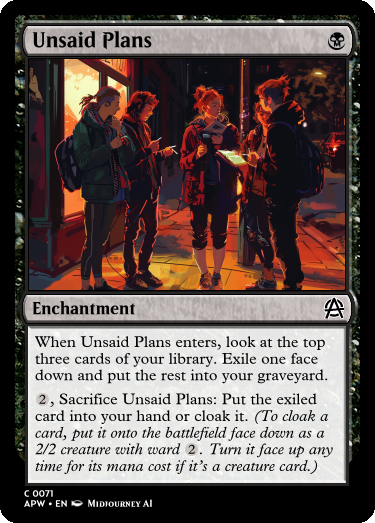 Unsaid Plans
Enchantment
When Unsaid Plans enters, look at the top
three cards of your library. Exile one face
down and put the rest into your graveyard.
2, Sacrifice Unsaid Plans: Put the exiled
card into your hand or cloak it. (To cloak a
card, put it onto the battlefield face down as a
2/2 creature with ward 2. Turn it face up any
time for its mana cost if it's a creature card.)
C 0071
APW • EN Midjourney AI